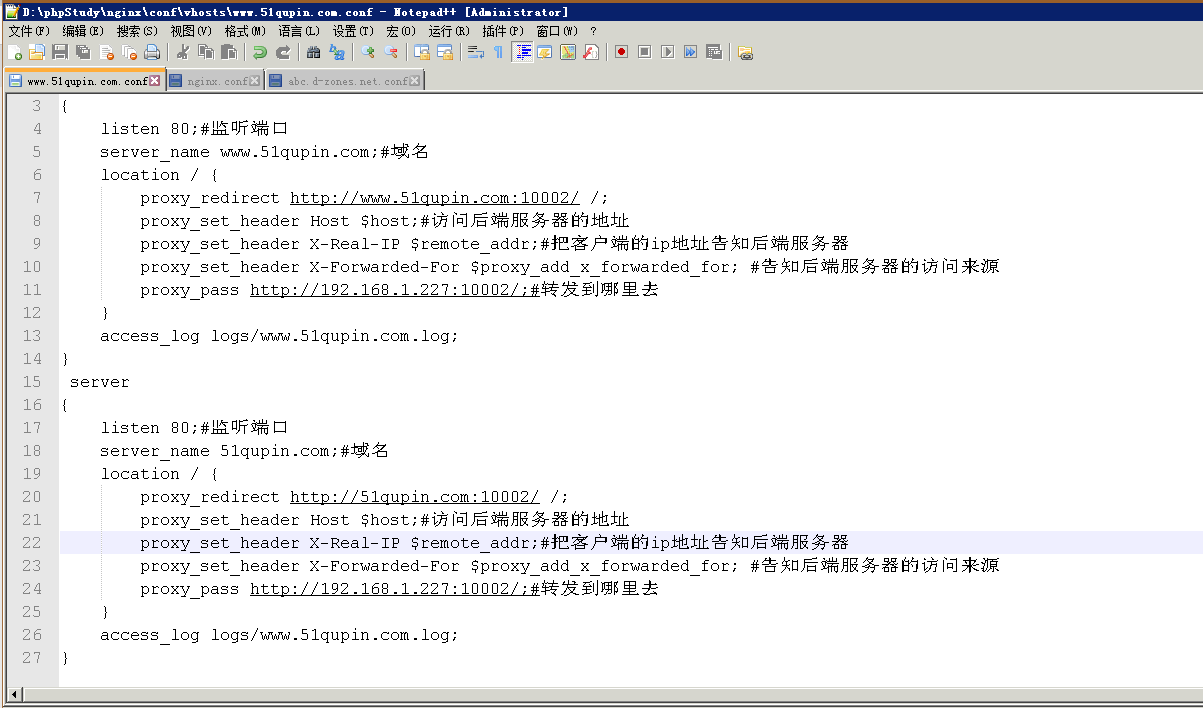 D:\phpStudy\nginx\conf\vhosts\www.51qupin.com.conf - Notepad++ [Administrator]
文件(F) 编辑(E) 搜索(S) 视图(V) 格式(M) 语言(L) 设置(T) 宏(O) 运行(R) 插件(P) 窗口(W) ?
www.51qupin.com.conf nginx.conf abc.d-zones.net.conf
3 {
4 listen 80;#监听端口
5 server_name www.51qupin.com;#域名
6 location / {
7 proxy_redirect http://www.51qupin.com:10002/ /;
8 proxy_set_header Host $host;#访问后端服务器的地址
9 proxy_set_header X-Real-IP $remote_addr;#把客户端的ip地址告知后端服务器
10 proxy_set_header X-Forwarded-For $proxy_add_x_forwarded_for; #告知后端服务器的访问来源
11 proxy_pass http://192.168.1.227:10002/;#转发到哪里去
12 }
13 access_log logs/www.51qupin.com.log;
14 }
15 server
16 {
17 listen 80;#监听端口
18 server_name 51qupin.com;#域名
19 location / {
20 proxy_redirect http://51qupin.com:10002/ /;
21 proxy_set_header Host $host;#访问后端服务器的地址
22 proxy_set_header X-Real-IP $remote_addr;#把客户端的ip地址告知后端服务器
23 proxy_set_header X-Forwarded-For $proxy_add_x_forwarded_for; #告知后端服务器的访问来源
24 proxy_pass http://192.168.1.227:10002/;#转发到哪里去
25 }
26 access_log logs/www.51qupin.com.log;
27 }